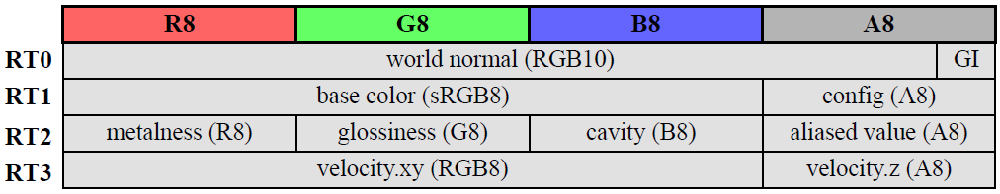 R8 G8 B8 A8
RT0 world normal (RGB10) GI
RT1 base color (sRGB8) config (A8)
RT2 metalness (R8) glossiness (G8) cavity (B8) aliased value (A8)
RT3 velocity.xy (RGB8) velocity.z (A8)